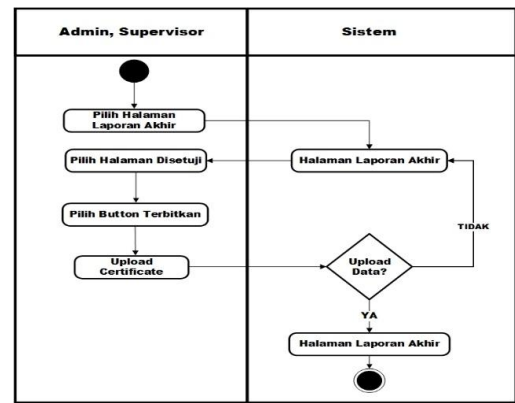 Admin, Supervisor
Sistem
Pilih Halaman
Laporan Akhir
Pilih Halaman Disetuji
Halaman Laporan Akhir
Pilih Button Terbitkan
TIDAK
Upload
Certificate
Upload
Data?
YA
Halaman Laporan Akhir